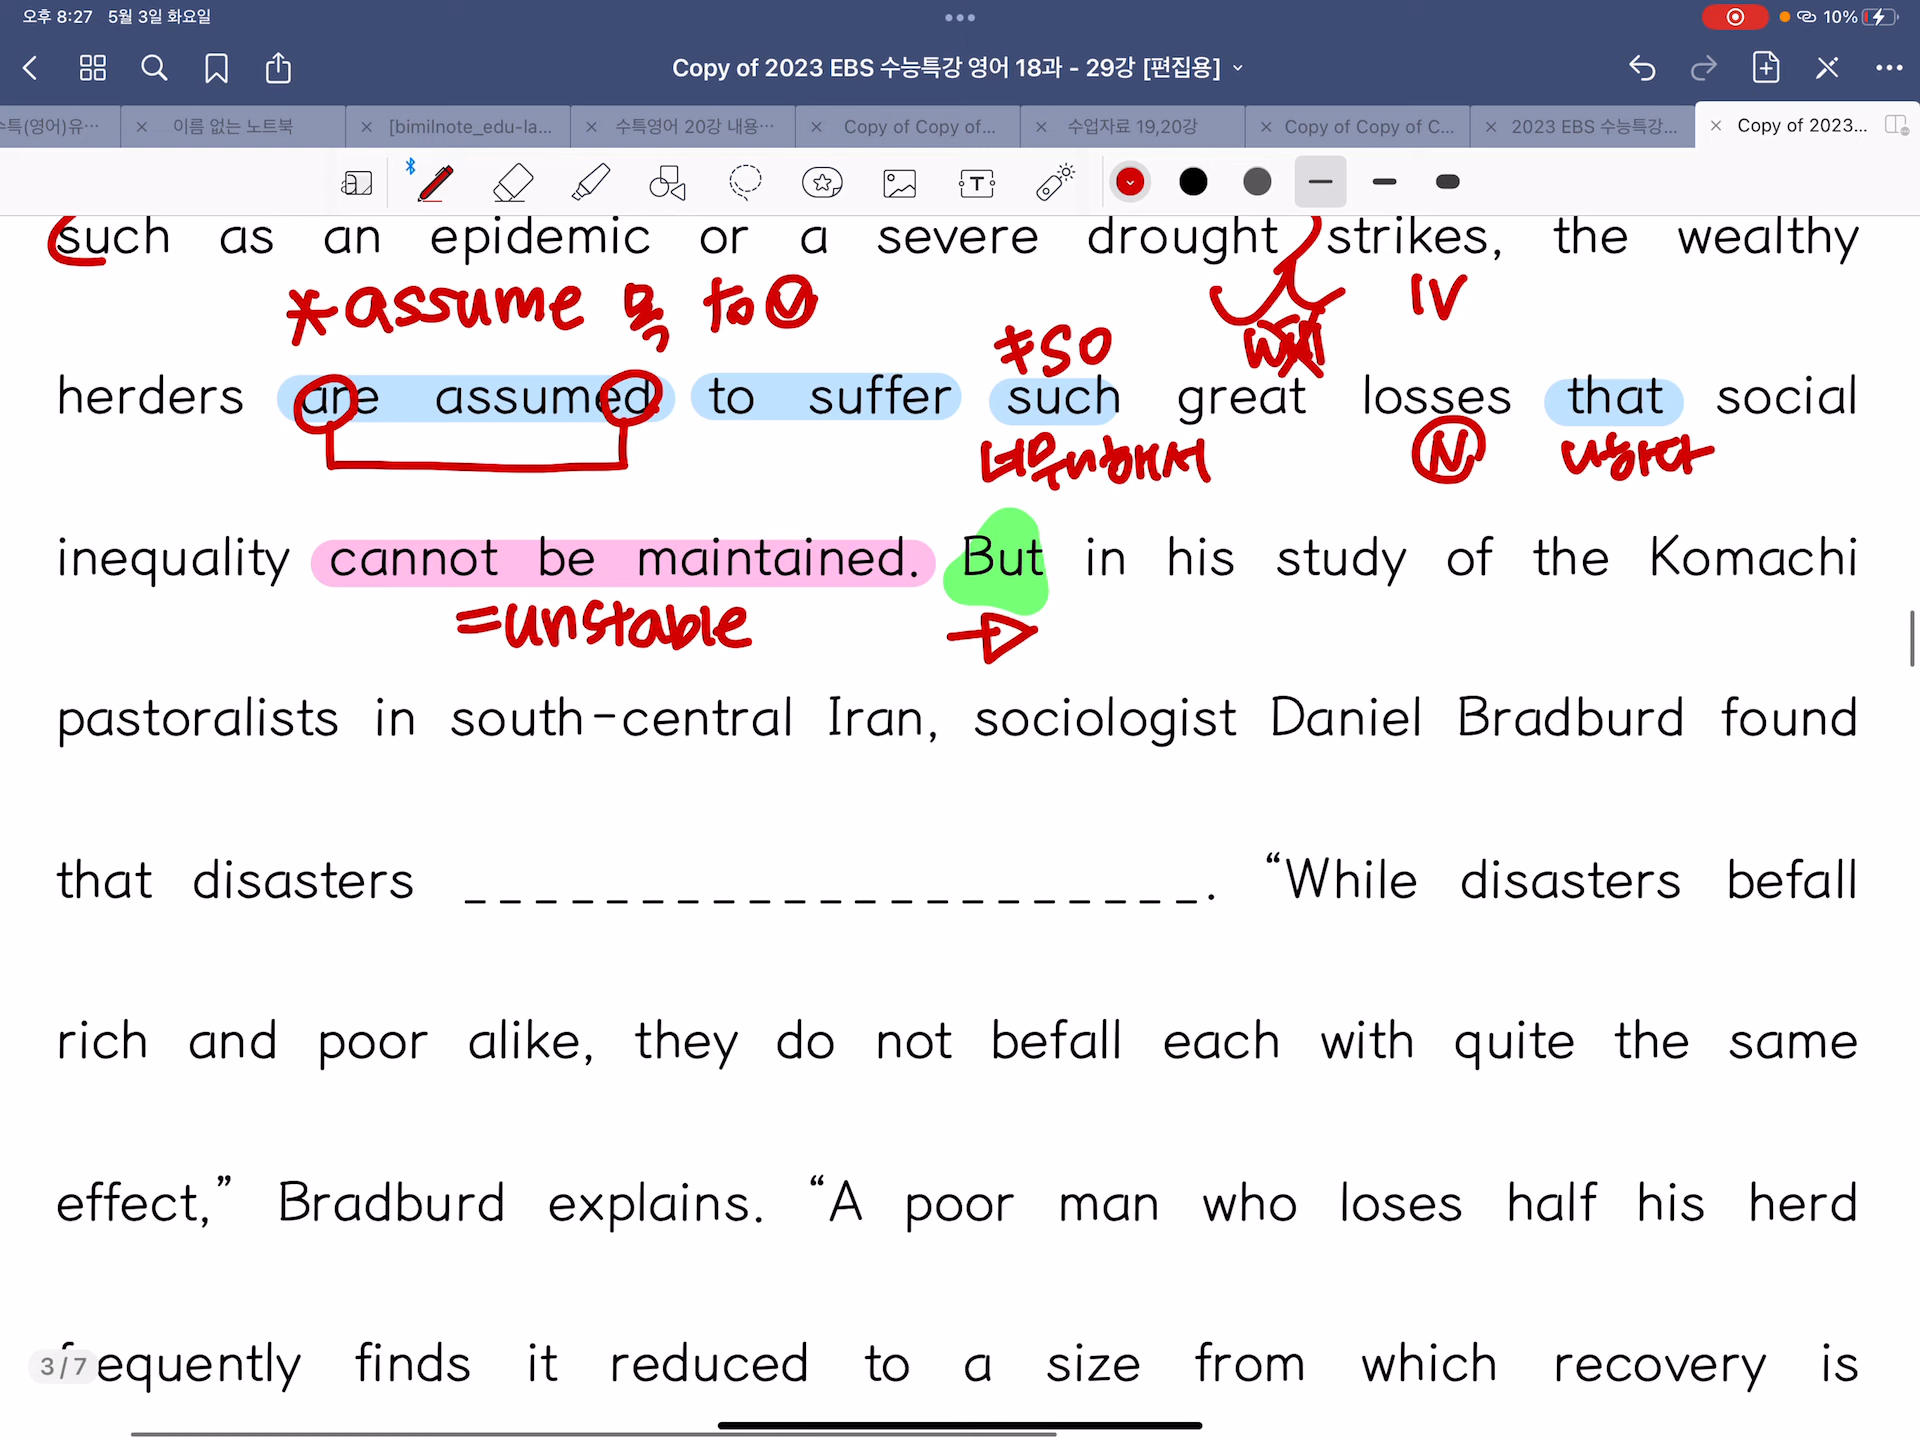 오후 8:27 5월 3일 화요일
10%
Copy of 2023 EBS 수능특강 영어 18과 - 29강 [편집용]
수특(영어)유… 이름 없는 노트북 [bimilnote_edu-la... 수특영어 20강 내용… Copy of Copy of... 수업자료 19,20강 Copy of Copy of C... 2023 EBS 수능특강... Copy of 2023...
such as an epidemic or a severe drought strikes, the wealthy
*assume 목 to V
IV
≠so
herders are assumed to suffer such great losses that social
너무 ~해서 N ~하다
inequality cannot be maintained. But in his study of the Komachi
=unstable
pastoralists in south-central Iran, sociologist Daniel Bradburd found
that disasters _ _ _ _ _ _ _ _ _ _ _ _ _ _ _ _ _ _ _ _ _. “While disasters befall
rich and poor alike, they do not befall each with quite the same
effect,” Bradburd explains. “A poor man who loses half his herd
3/7
frequently finds it reduced to a size from which recovery is